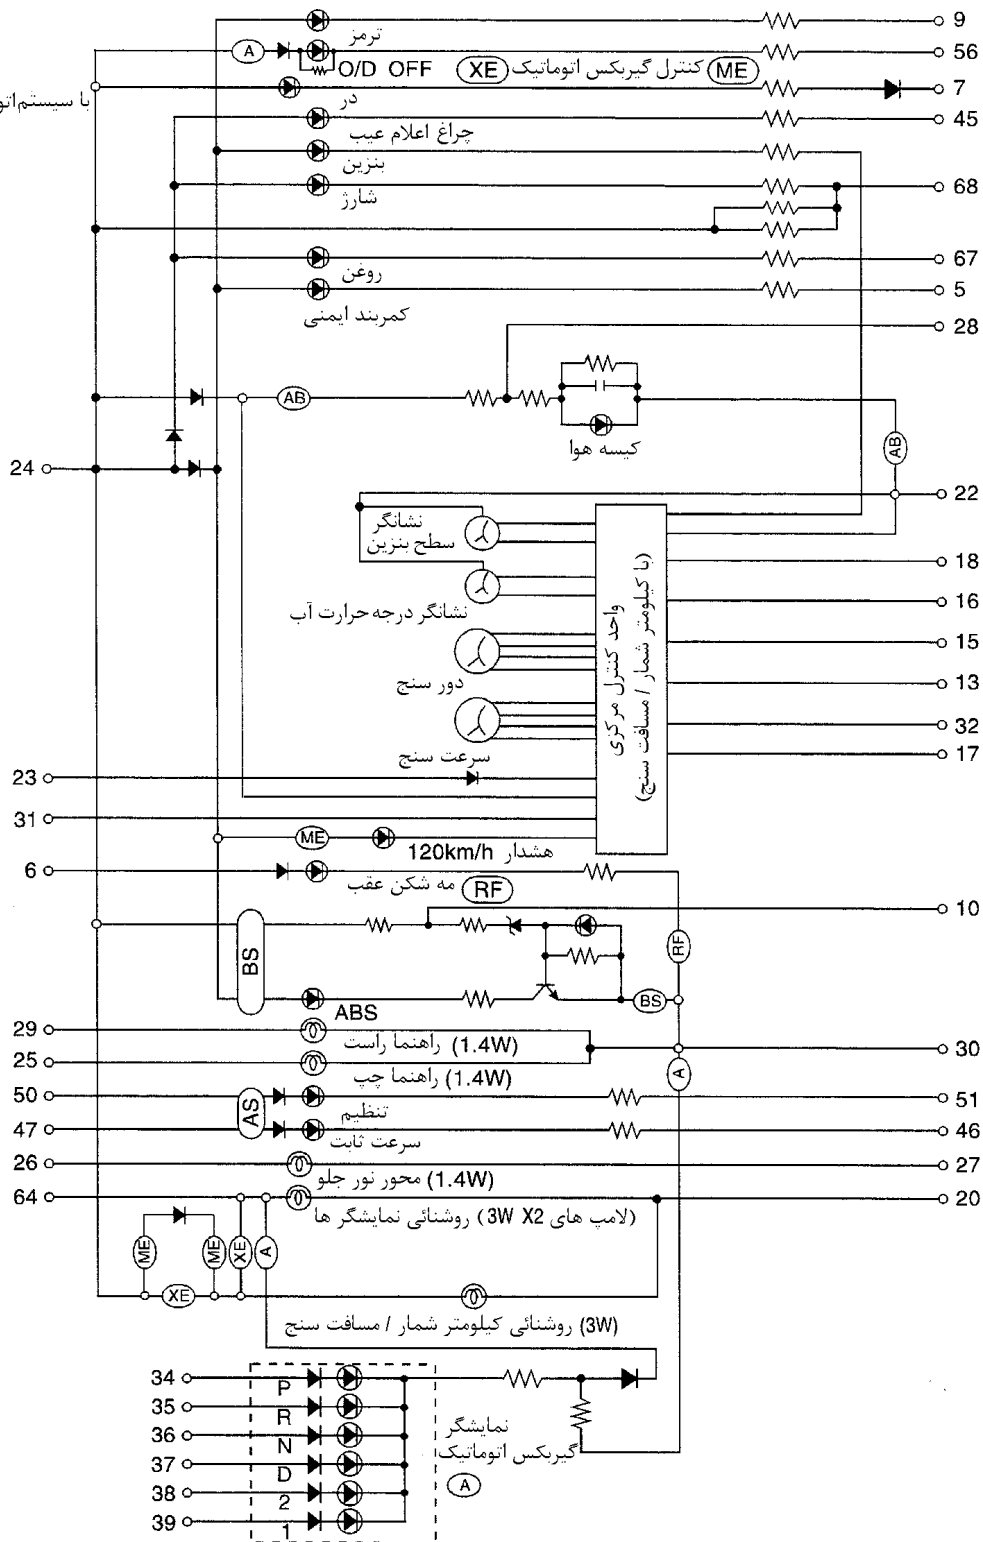 9
ترمز
A
56
O/D OFF
XE کنترل گیربکس اتوماتیک ME
7
با سیستم
در
45
چراغ اعلام عیب
بنزین
68
شارژ
67
روغن
5
کمربند ایمنی
28
AB
کیسه هوا
AB
24
22
نشانگر
سطح بنزین
18
نشانگر درجه حرارت آب
16
15
دور سنج
13
32
سرعت سنج
17
واحد کنترل مرکزی
(با کیلومتر شمار / مسافت سنج)
23
31
ME
هشدار 120km/h
6
مه شکن عقب RF
10
BS
RF
BS
ABS
29
راهنما راست (1.4W)
30
25
راهنما چپ (1.4W)
A
50
AS
51
تنظیم
47
46
سرعت ثابت
26
27
محور نور جلو (1.4W)
64
20
(لامپ های 3W X2) روشنائی نمایشگر ها
ME
ME
XE
A
XE
(3W) روشنائی کیلومتر شمار / مسافت سنج
34
P
35
R
نمایشگر
36
N
گیربکس اتوماتیک
37
D
A
38
2
39
1